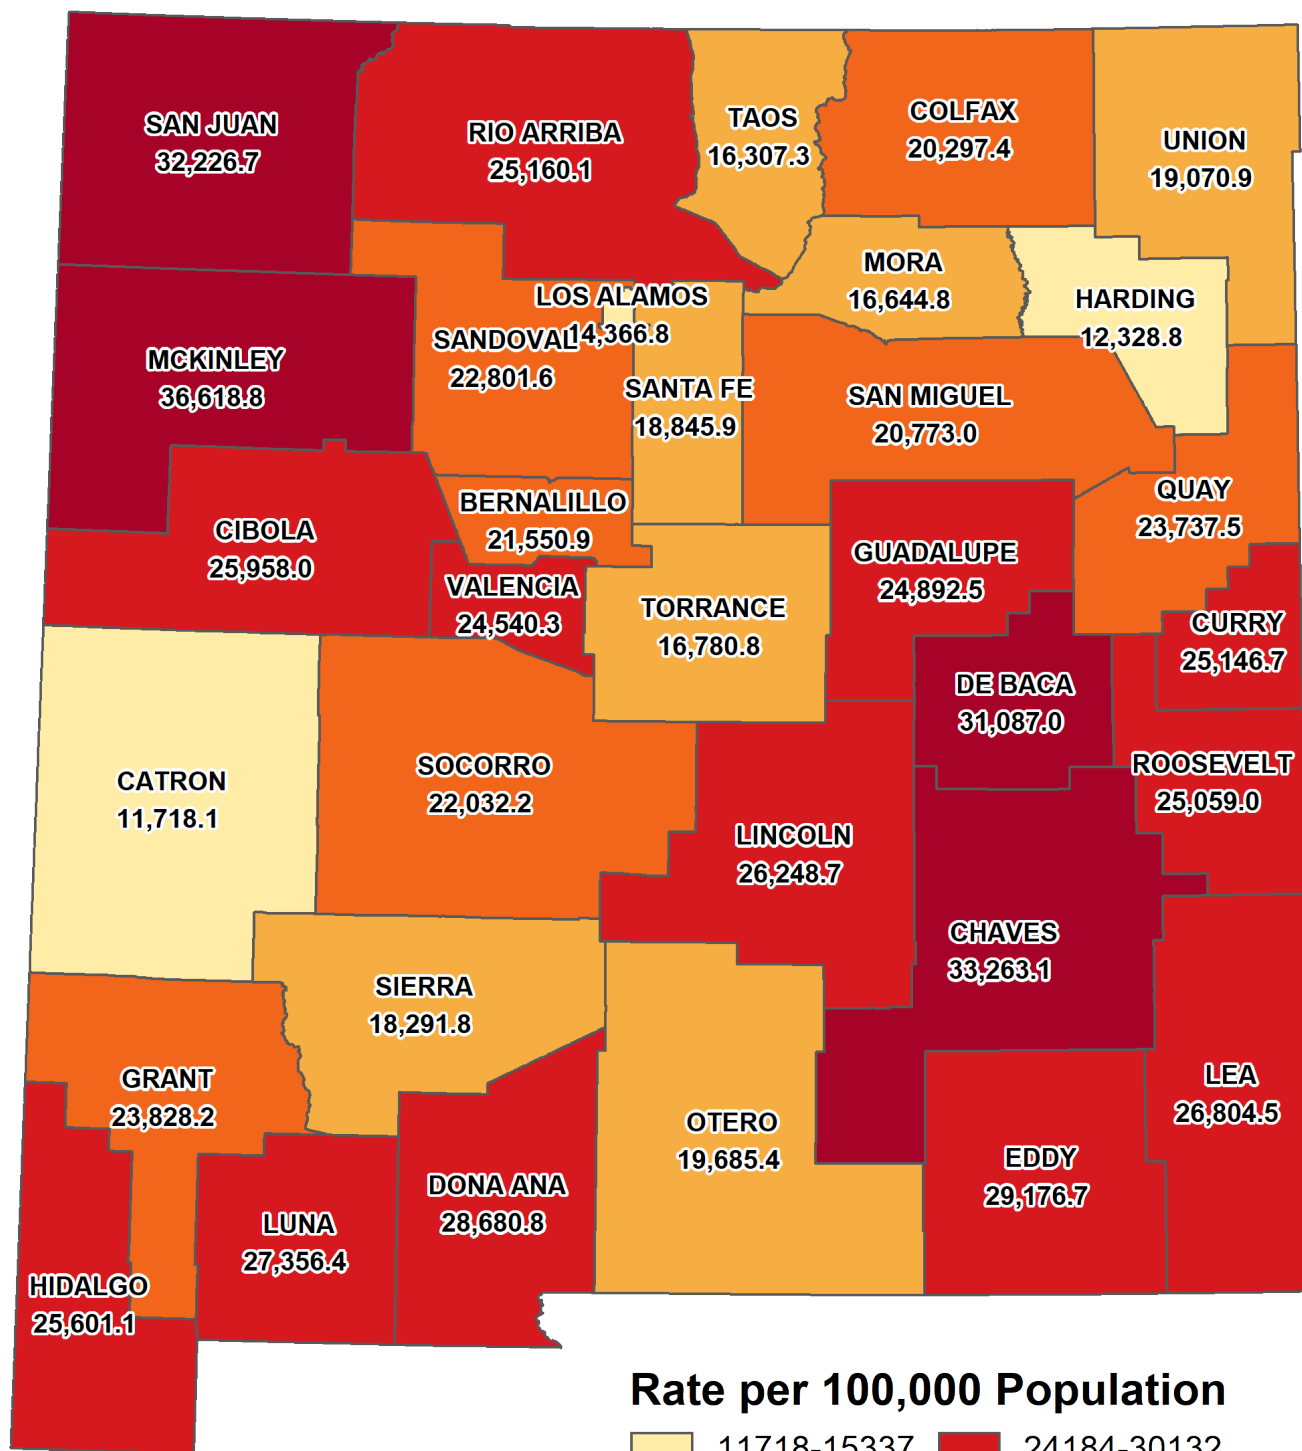 SAN JUAN
32,226.7
RIO ARRIBA
25,160.1
TAOS
16,307.3
COLFAX
20,297.4
UNION
19,070.9
MORA
16,644.8
HARDING
12,328.8
LOS ALAMOS
14,366.8
SANDOVAL
22,801.6
MCKINLEY
36,618.8
SANTA FE
18,845.9
SAN MIGUEL
20,773.0
QUAY
23,737.5
BERNALILLO
21,550.9
CIBOLA
25,958.0
VALENCIA
24,540.3
TORRANCE
16,780.8
GUADALUPE
24,892.5
CURRY
25,146.7
DE BACA
31,087.0
ROOSEVELT
25,059.0
CATRON
11,718.1
SOCORRO
22,032.2
LINCOLN
26,248.7
CHAVES
33,263.1
SIERRA
18,291.8
GRANT
23,828.2
LEA
26,804.5
OTERO
19,685.4
EDDY
29,176.7
DONA ANA
28,680.8
LUNA
27,356.4
HIDALGO
25,601.1
Rate per 100,000 Population
11718-15337
24184-30132